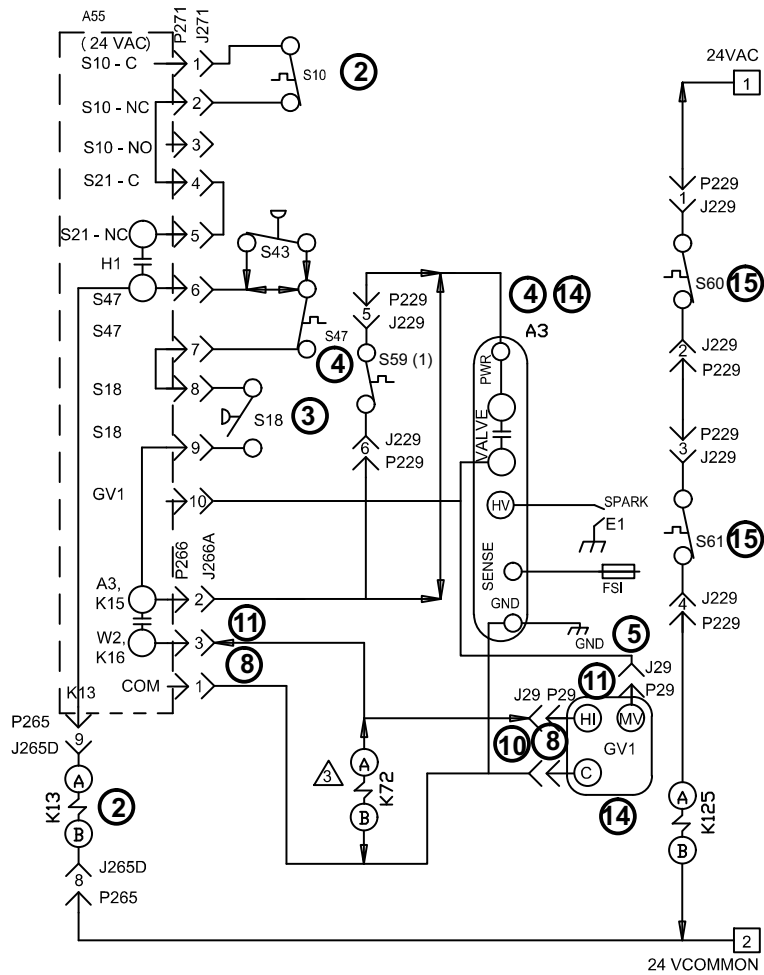 A55
( 24 VAC)
P271
J271
S10 - C
1
S10
2
S10 - NC
2
S10 - NO
3
S21 - C
4
S21 - NC
5
H1
S43
S47
6
S47
7
S47
4
S18
8
S18
3
S18
9
GV1
10
P266
J266A
A3,
K15
2
W2,
K16
3
11
COM
1
8
K13
P265
9
J265D
A
K13
2
B
J265D
8
P265
3
A
K72
B
P229
5
J229
S59 (1)
J229
6
P229
4
14
A3
PWR
VALVE
HV
SPARK
E1
SENSE
FSI
GND
GND
5
J29
P29
11
J29
P29
10
8
HI
MV
GV1
C
14
24VAC
1
P229
1
J229
S60
15
J229
2
P229
P229
3
J229
S61
15
J229
4
P229
A
K125
B
2
24 VCOMMON